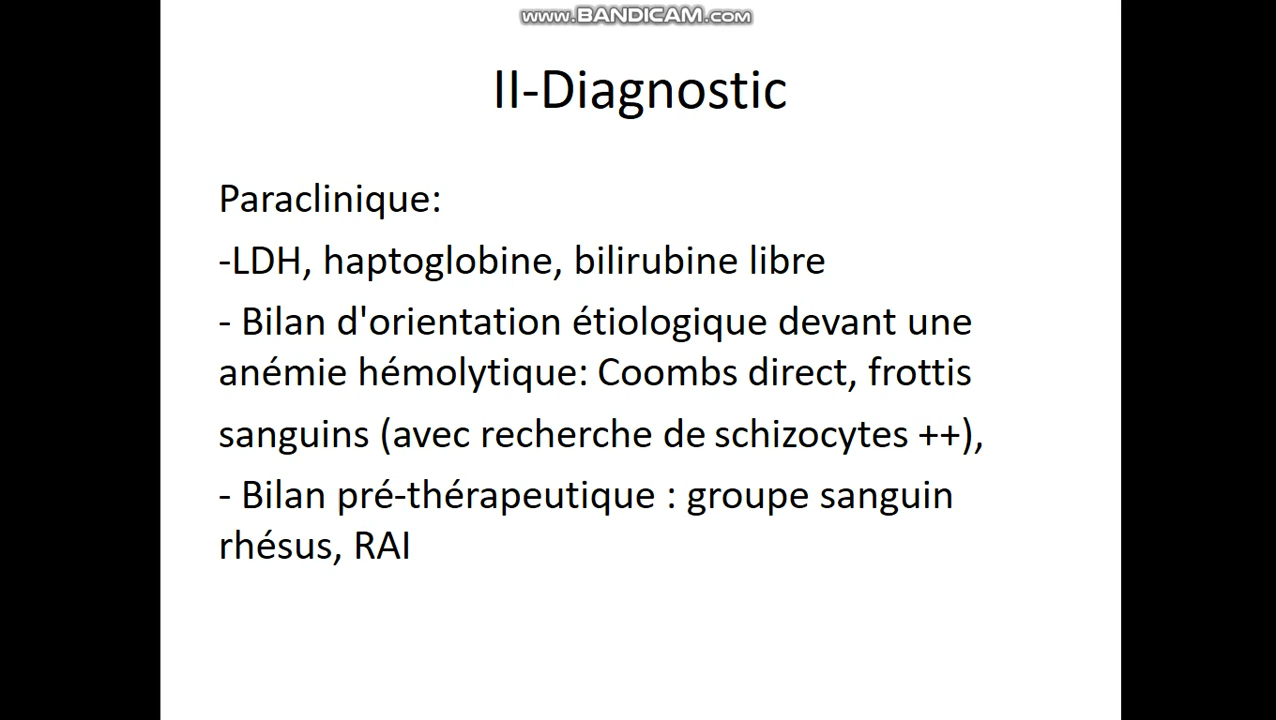 www.BANDICAM.com
II-Diagnostic
Paraclinique:
-LDH, haptoglobine, bilirubine libre
- Bilan d'orientation étiologique devant une
anémie hémolytique: Coombs direct, frottis
sanguins (avec recherche de schizocytes ++),
- Bilan pré-thérapeutique : groupe sanguin
rhésus, RAI